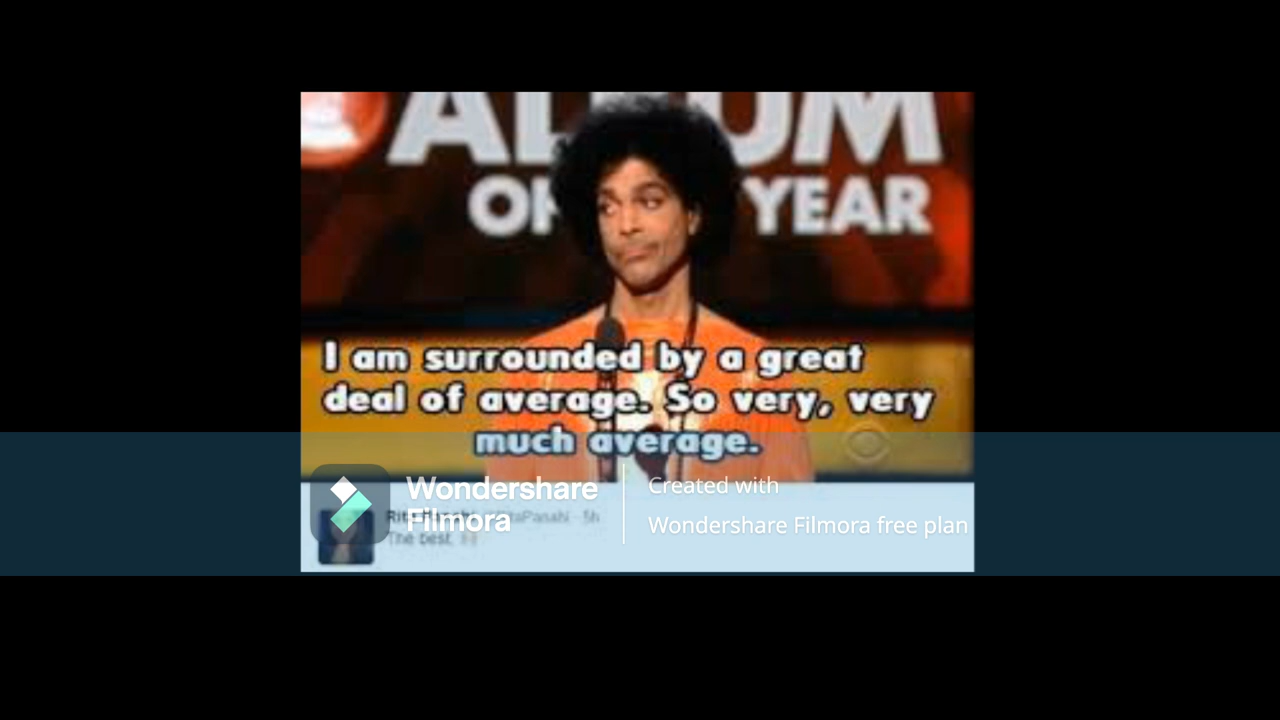 ALBUM
OF YEAR
I am surrounded by a great
deal of average. So very, very
much average.
Wondershare
Filmora
Created with
Wondershare Filmora free plan
The best